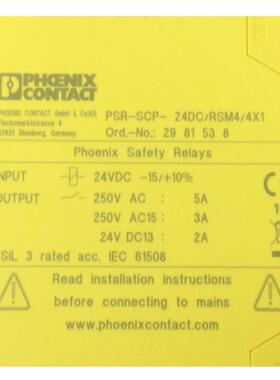 PHŒNIX
CONTACT
PHOENIX CONTACT GmbH & Co.KG
Flachsmarktstrasse 8
32825 Blomberg, Germany
PSR-SCP- 24DC/RSM4/4X1
Ord.-No.: 29 81 53 8
Phoenix Safety Relays
INPUT 24VDC -15/+10%
OUTPUT 250V AC : 5A
250V AC15 : 3A
24V DC13 : 2A
SIL 3 rated acc. IEC 61508
Read installation instructions
before connecting to mains
www.phoenixcontact.com